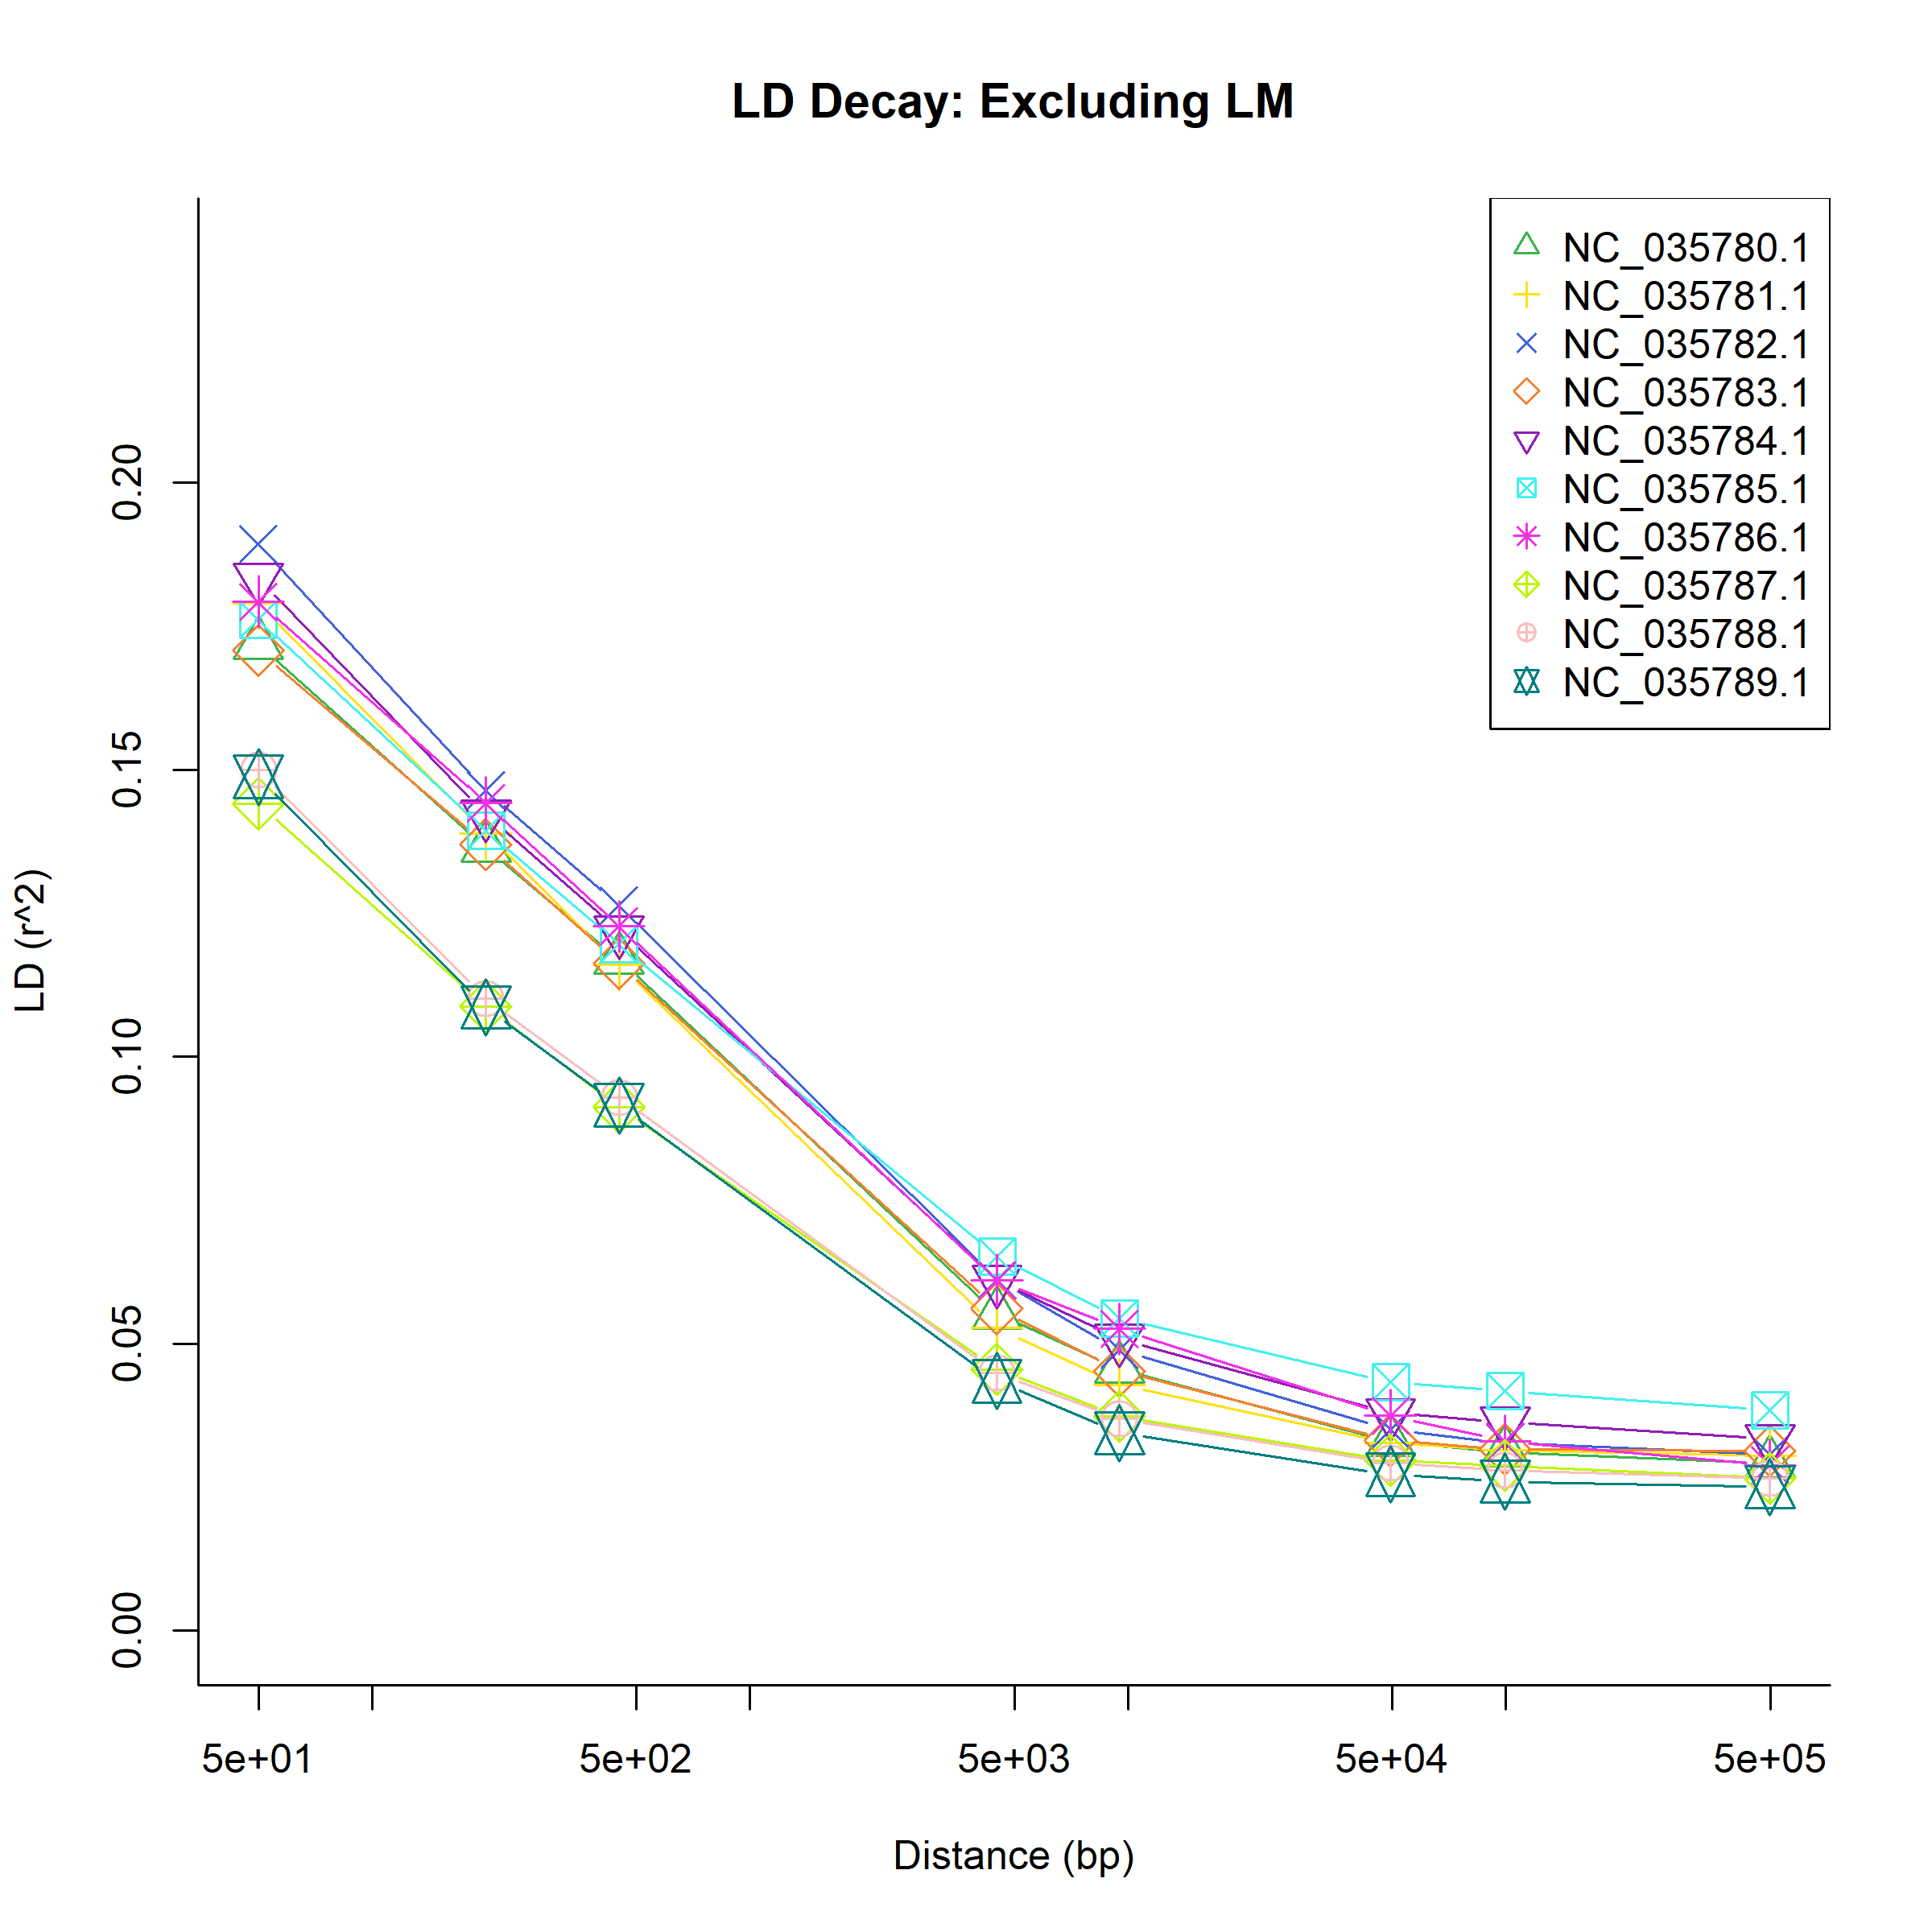 LD Decay: Excluding LM
NC_035780.1
NC_035781.1
NC_035782.1
NC_035783.1
NC_035784.1
NC_035785.1
NC_035786.1
NC_035787.1
NC_035788.1
NC_035789.1
LD (r^2)
0.20
0.15
0.10
0.05
0.00
5e+01 5e+02 5e+03 5e+04 5e+05
Distance (bp)